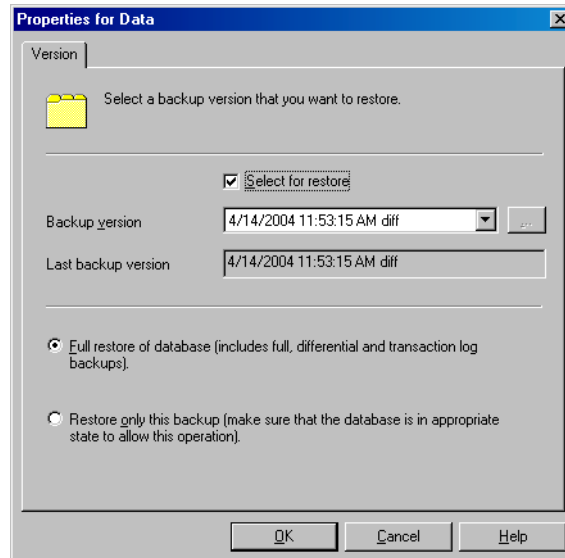 Properties for Data
Version
Select a backup version that you want to restore.
Select for restore
Backup version
4/14/2004 11:53:15 AM diff
...
Last backup version
4/14/2004 11:53:15 AM diff
Full restore of database (includes full, differential and transaction log
backups).
Restore only this backup (make sure that the database is in appropriate
state to allow this operation).
OK
Cancel
Help